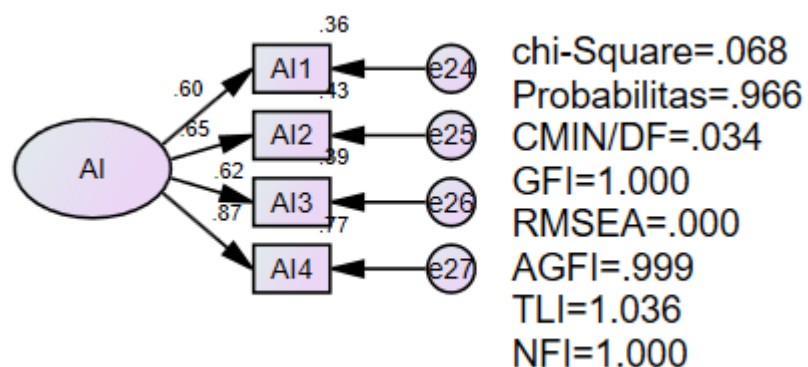 .36
AI1
e24
.60
.43
AI2
e25
.65
.39
AI
.62
AI3
e26
.87
.77
AI4
e27
chi-Square=.068
Probabilitas=.966
CMIN/DF=.034
GFI=1.000
RMSEA=.000
AGFI=.999
TLI=1.036
NFI=1.000